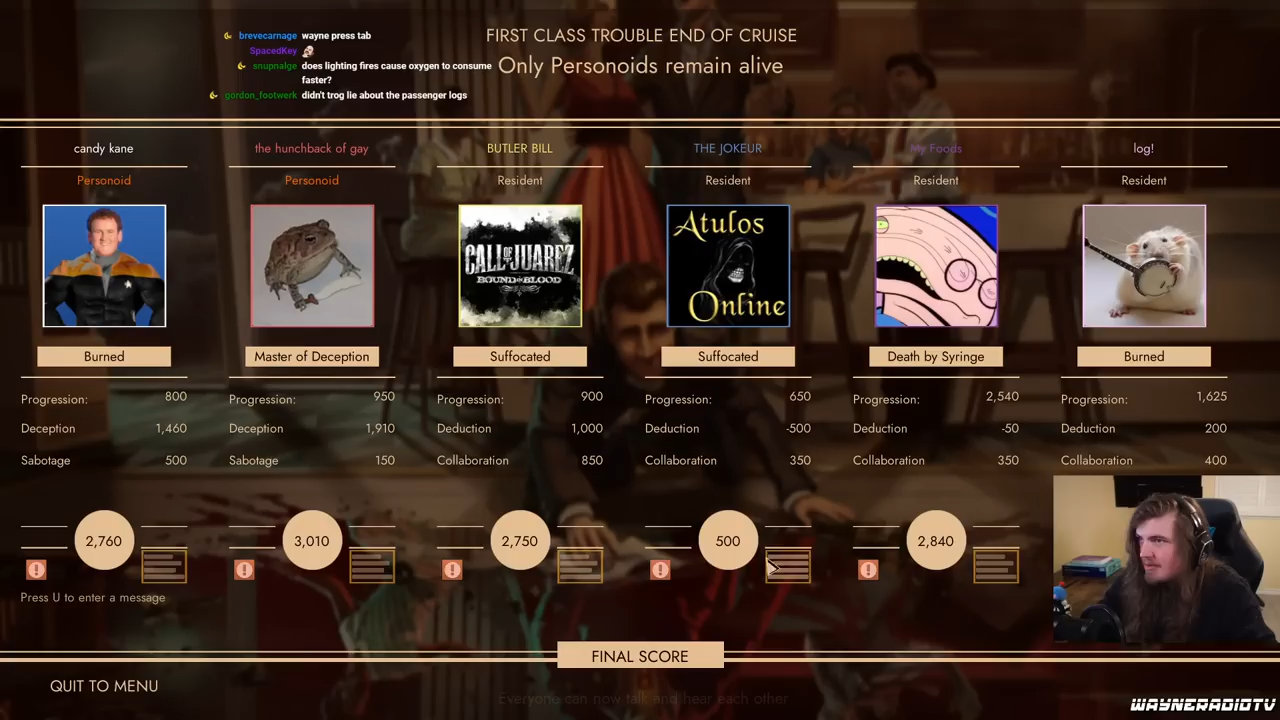 brevecarnage wayne press tab
SpacedKey
snupnalge does lighting fires cause oxygen to consume
faster?
gordon_footwerk didn't trog lie about the passenger logs
FIRST CLASS TROUBLE END OF CRUISE
Only Personoids remain alive
candy kane the hunchback of gay BUTLER BILL THE JOKEUR My Foods log!
Personoid Personoid Resident Resident Resident Resident
CALL OF JUAREZ
BOUND IN BLOOD
Atulos
Online
Burned Master of Deception Suffocated Suffocated Death by Syringe Burned
Progression: 800 Progression: 950 Progression: 900 Progression: 650 Progression: 2,540 Progression: 1,625
Deception 1,460 Deception 1,910 Deduction 1,000 Deduction -500 Deduction -50 Deduction 200
Sabotage 500 Sabotage 150 Collaboration 850 Collaboration 350 Collaboration 350 Collaboration 400
2,760 3,010 2,750 500 2,840
Press U to enter a message
FINAL SCORE
QUIT TO MENU
Everyone can now talk and hear each other
WAYNERADIOTV